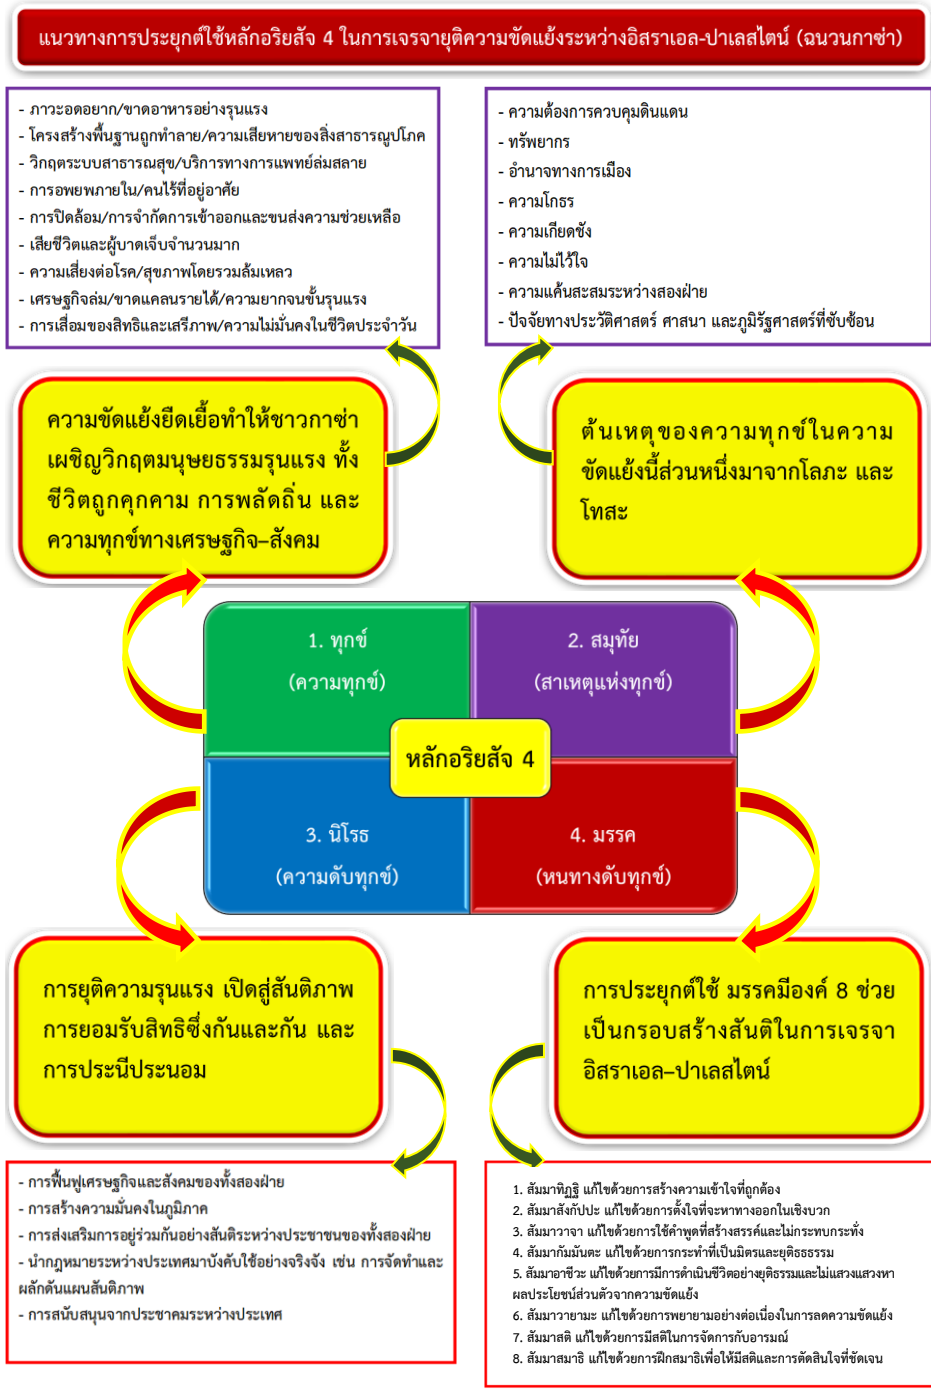 แนวทางการประยุกต์ใช้หลักอริยสัจ 4 ในการเจรจายุติความขัดแย้งระหว่างอิสราเอล-ปาเลสไตน์ (ฉนวนกาซ่า)
- ภาวะอดอยาก/ขาดอาหารอย่างรุนแรง
- โครงสร้างพื้นฐานถูกทำลาย/ความเสียหายของสิ่งสาธารณูปโภค
- วิกฤตระบบสาธารณสุข/บริการทางการแพทย์ล่มสลาย
- การอพยพภายใน/คนไร้ที่อยู่อาศัย
- การปิดล้อม/การจำกัดการเข้าออกและขนส่งความช่วยเหลือ
- เสียชีวิตและผู้บาดเจ็บจำนวนมาก
- ความเสี่ยงต่อโรค/สุขภาพโดยรวมล้มเหลว
- เศรษฐกิจล่ม/ขาดแคลนรายได้/ความยากจนขั้นรุนแรง
- การเสื่อมของสิทธิและเสรีภาพ/ความไม่มั่นคงในชีวิตประจำวัน
- ความต้องการควบคุมดินแดน
- ทรัพยากร
- อำนาจทางการเมือง
- ความโกธร
- ความเกียดชัง
- ความไม่ไว้ใจ
- ความแค้นสะสมระหว่างสองฝ่าย
- ปัจจัยทางประวัติศาสตร์ ศาสนา และภูมิรัฐศาสตร์ที่ซับซ้อน
ความขัดแย้งยืดเยื้อทำให้ชาวกาซ่า
เผชิญวิกฤตมนุษยธรรมรุนแรง ทั้ง
ชีวิตถูกคุกคาม การพลัดถิ่น และ
ความทุกข์ทางเศรษฐกิจ–สังคม
ต้นเหตุของความทุกข์ในความ
ขัดแย้งนี้ส่วนหนึ่งมาจากโลภะ และ
โทสะ
1. ทุกข์
(ความทุกข์)
2. สมุทัย
(สาเหตุแห่งทุกข์)
หลักอริยสัจ 4
3. นิโรธ
(ความดับทุกข์)
4. มรรค
(หนทางดับทุกข์)
การยุติความรุนแรง เปิดสู่สันติภาพ
การยอมรับสิทธิซึ่งกันและกัน และ
การประนีประนอม
การประยุกต์ใช้ มรรคมีองค์ 8 ช่วย
เป็นกรอบสร้างสันติในการเจรจา
อิสราเอล–ปาเลสไตน์
- การฟื้นฟูเศรษฐกิจและสังคมของทั้งสองฝ่าย
- การสร้างความมั่นคงในภูมิภาค
- การส่งเสริมการอยู่ร่วมกันอย่างสันติระหว่างประชาชนของทั้งสองฝ่าย
- นำกฎหมายระหว่างประเทศมาบังคับใช้อย่างจริงจัง เช่น การจัดทำและ
ผลักดันแผนสันติภาพ
- การสนับสนุนจากประชาคมระหว่างประเทศ
1. สัมมาทิฏฐิ แก้ไขด้วยการสร้างความเข้าใจที่ถูกต้อง
2. สัมมาสังกัปปะ แก้ไขด้วยการตั้งใจที่จะหาทางออกในเชิงบวก
3. สัมมาวาจา แก้ไขด้วยการใช้คำพูดที่สร้างสรรค์และไม่กระทบกระทั่ง
4. สัมมากัมมันตะ แก้ไขด้วยการกระทำที่เป็นมิตรและยุติธธธรรม
5. สัมมาอาชีวะ แก้ไขด้วยการมีการดำเนินชีวิตอย่างยุติธรรมและไม่แสวงแสวงหา
ผลประโยชน์ส่วนตัวจากความขัดแย้ง
6. สัมมาวายามะ แก้ไขด้วยการพยายามอย่างต่อเนื่องในการลดความขัดแย้ง
7. สัมมาสติ แก้ไขด้วยการมีสติในการจัดการกับอารมณ์
8. สัมมาสมาธิ แก้ไขด้วยการฝึกสมาธิเพื่อให้มีสติและการตัดสินใจที่ชัดเจน